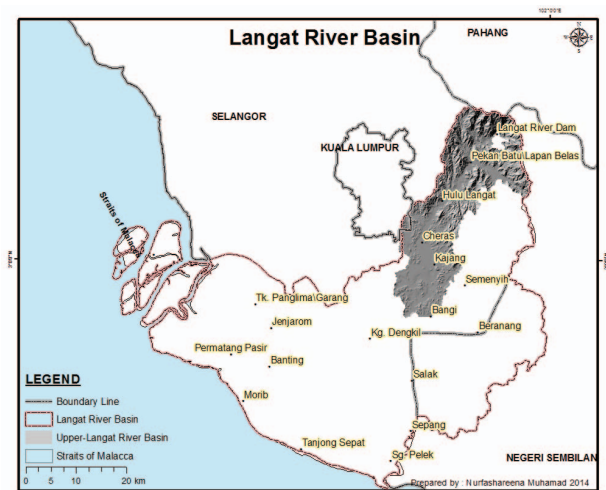 102°0'0"E
Langat River Basin
PAHANG
SELANGOR
KUALA LUMPUR
Langat River Dam
Pekan Batu Lapan Belas
Hulu Langat
Straits of Malacca
Cheras
Kajang
Semenyih
Tk. Panglima Garang
Bangi
Jenjarom
Beranang
Kg. Dengkil
Permatang Pasir
Banting
Salak
Morib
Sepang
Tanjong Sepat
Sg. Pelek
NEGERI SEMBILAN
LEGEND
Boundary Line
Langat River Basin
Upper-Langat River Basin
Straits of Malacca
0 5 10 20 km
Prepared by : Nurfashareena Muhamad 2014